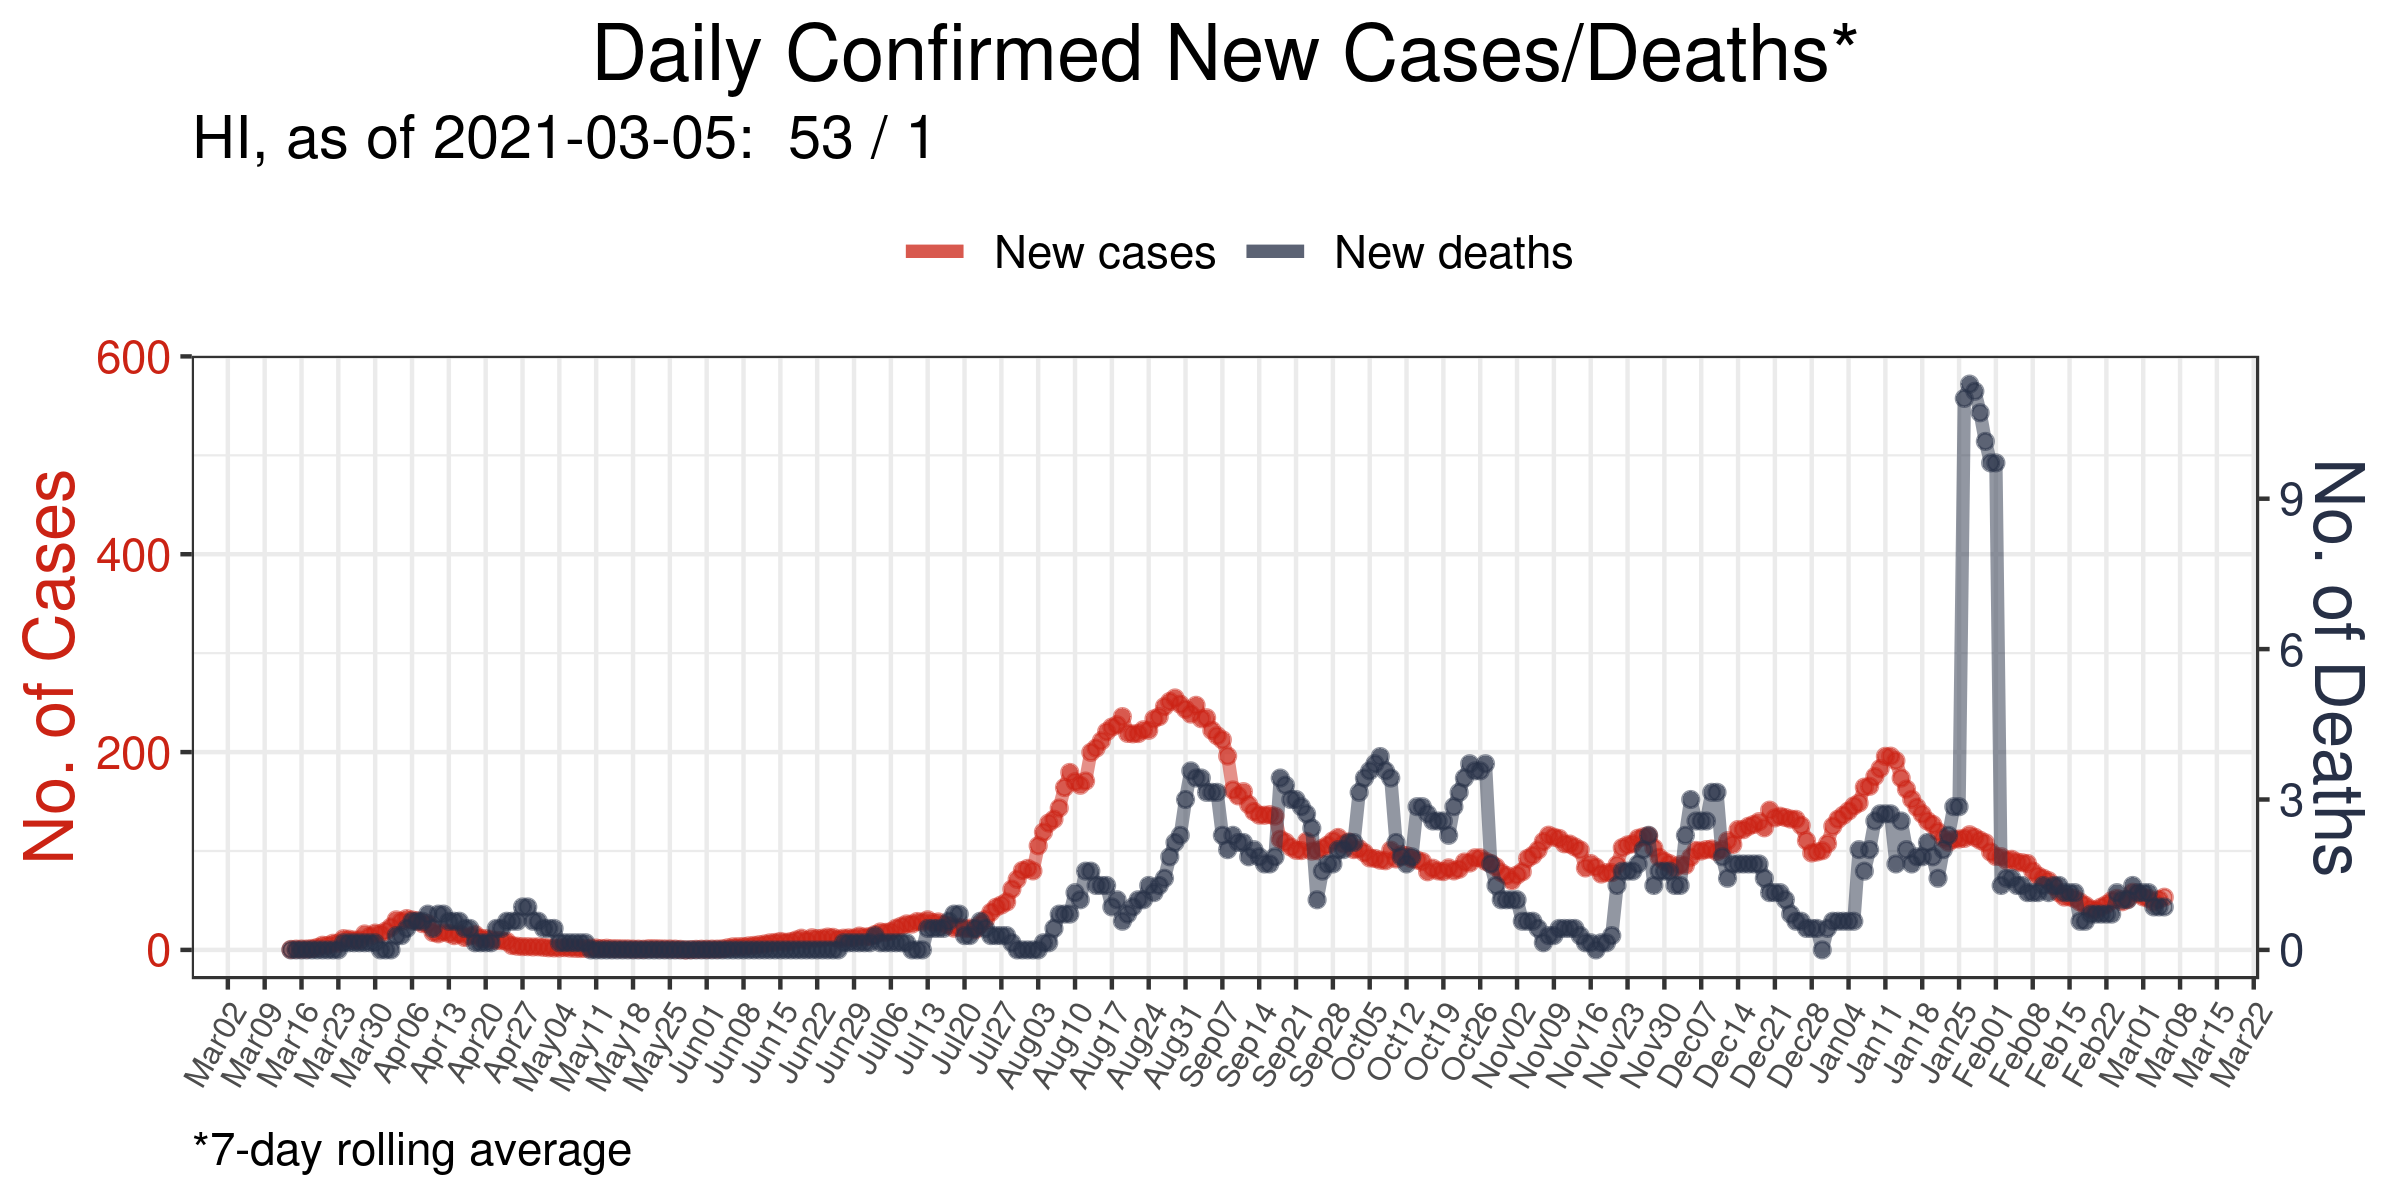 Daily Confirmed New Cases/Deaths*
HI, as of 2021-03-05:  53 / 1
New cases New deaths
No. of Cases
600
400
200
0
No. of Deaths
9
6
3
0
Mar02 Mar09 Mar16 Mar23 Mar30 Apr06 Apr13 Apr20 Apr27 May04 May11 May18 May25 Jun01 Jun08 Jun15 Jun22 Jun29 Jul06 Jul13 Jul20 Jul27 Aug03 Aug10 Aug17 Aug24 Aug31 Sep07 Sep14 Sep21 Sep28 Oct05 Oct12 Oct19 Oct26 Nov02 Nov09 Nov16 Nov23 Nov30 Dec07 Dec14 Dec21 Dec28 Jan04 Jan11 Jan18 Jan25 Feb01 Feb08 Feb15 Feb22 Mar01 Mar08 Mar15 Mar22
*7-day rolling average